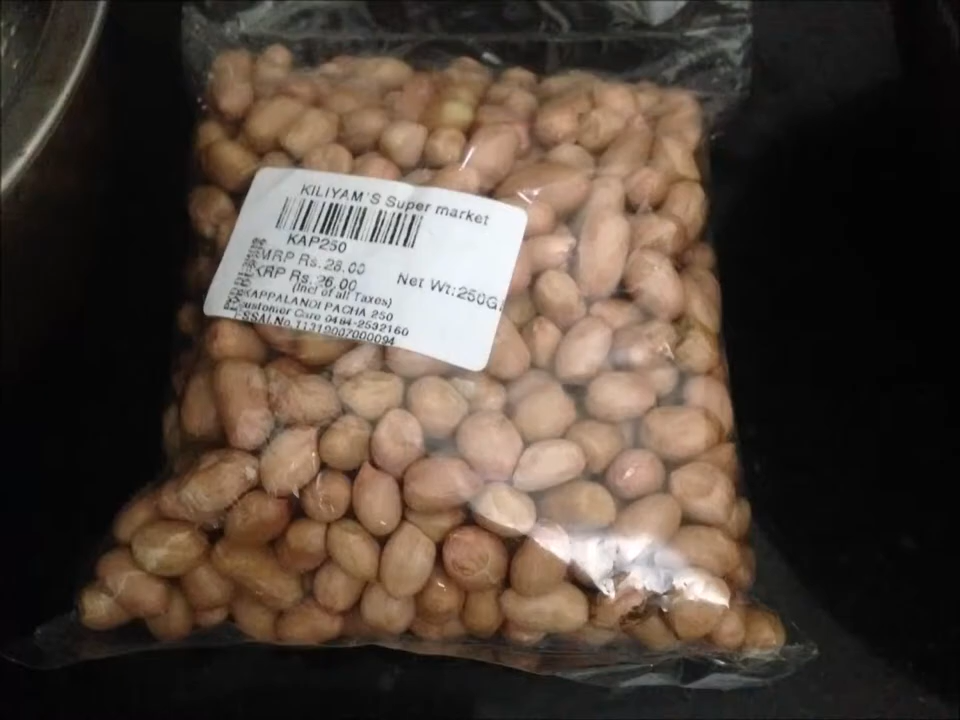 KILIYAM'S Super market
KAP250
MRP Rs.28.00
KRP Rs.26.00
Net Wt:250G.
(Incl of all Taxes)
KAPPALANDI PACHA 250
ustomer Care 0484-2532160
FSSAI No.11319007000094